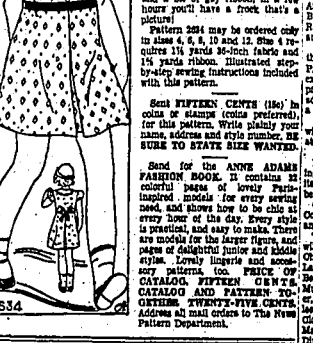 hours you'll have a frock that's a
picture!
Pattern 2634 may be ordered only
in sizes 4, 6, 8, 10 and 12. Size 4 re-
quires 1⅞ yards 36-inch fabric and
1¼ yards ribbon. Illustrated step-
by-step sewing instructions included
with this pattern.
Sent FIFTEEN CENTS (15c) in
coins or stamps (coins preferred),
for this pattern. Write plainly your
name, address and style number. BE
SURE TO STATE SIZE WANTED.
Send for the ANNE ADAMS
FASHION BOOK. It contains 32
colorful pages of lovely Paris-
inspired models for every sewing
need, and shows how to be chic at
every hour of the day. Every style
is practical, and easy to make. There
are models for the larger figure, and
pages of delightful junior and kiddie
styles. Lovely lingerie and acces-
sory patterns, too. PRICE OF
CATALOG, FIFTEEN CENTS.
CATALOG AND PATTERN TO-
GETHER TWENTY-FIVE CENTS.
Address all mail orders to The News
Pattern Department.
634